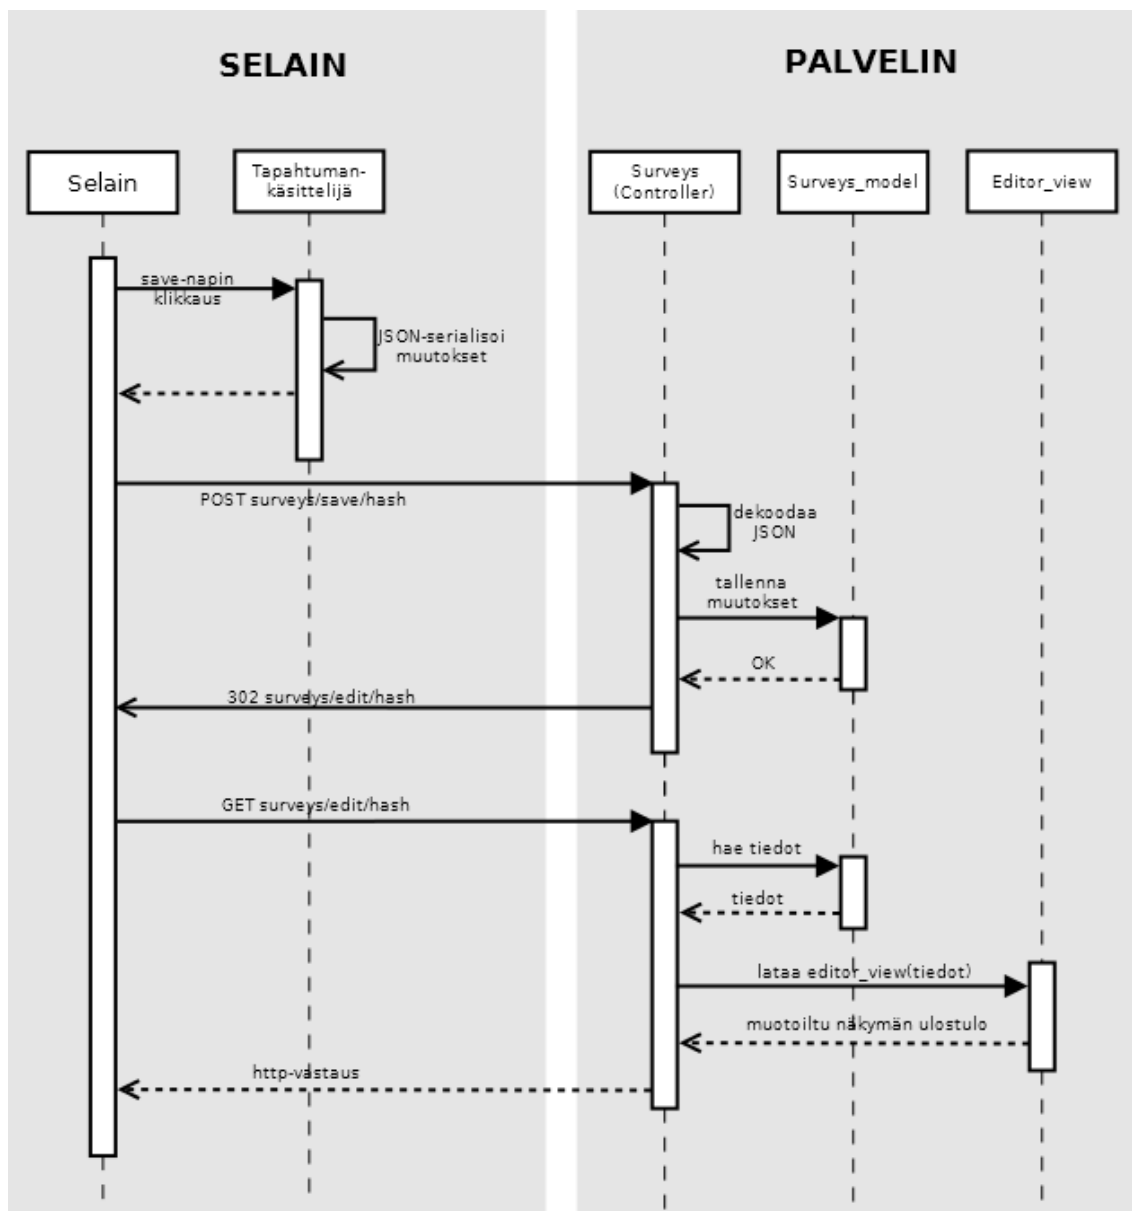 SELAIN
PALVELIN
Selain
Tapahtuman-
käsittelijä
Surveys
(Controller)
Surveys_model
Editor_view
save-napin
klikkaus
JSON-serialisoi
muutokset
POST surveys/save/hash
dekoodaa
JSON
tallenna
muutokset
OK
302 surveys/edit/hash
GET surveys/edit/hash
hae tiedot
tiedot
lataa editor_view(tiedot)
muotoiltu näkymän ulostulo
http-vastaus